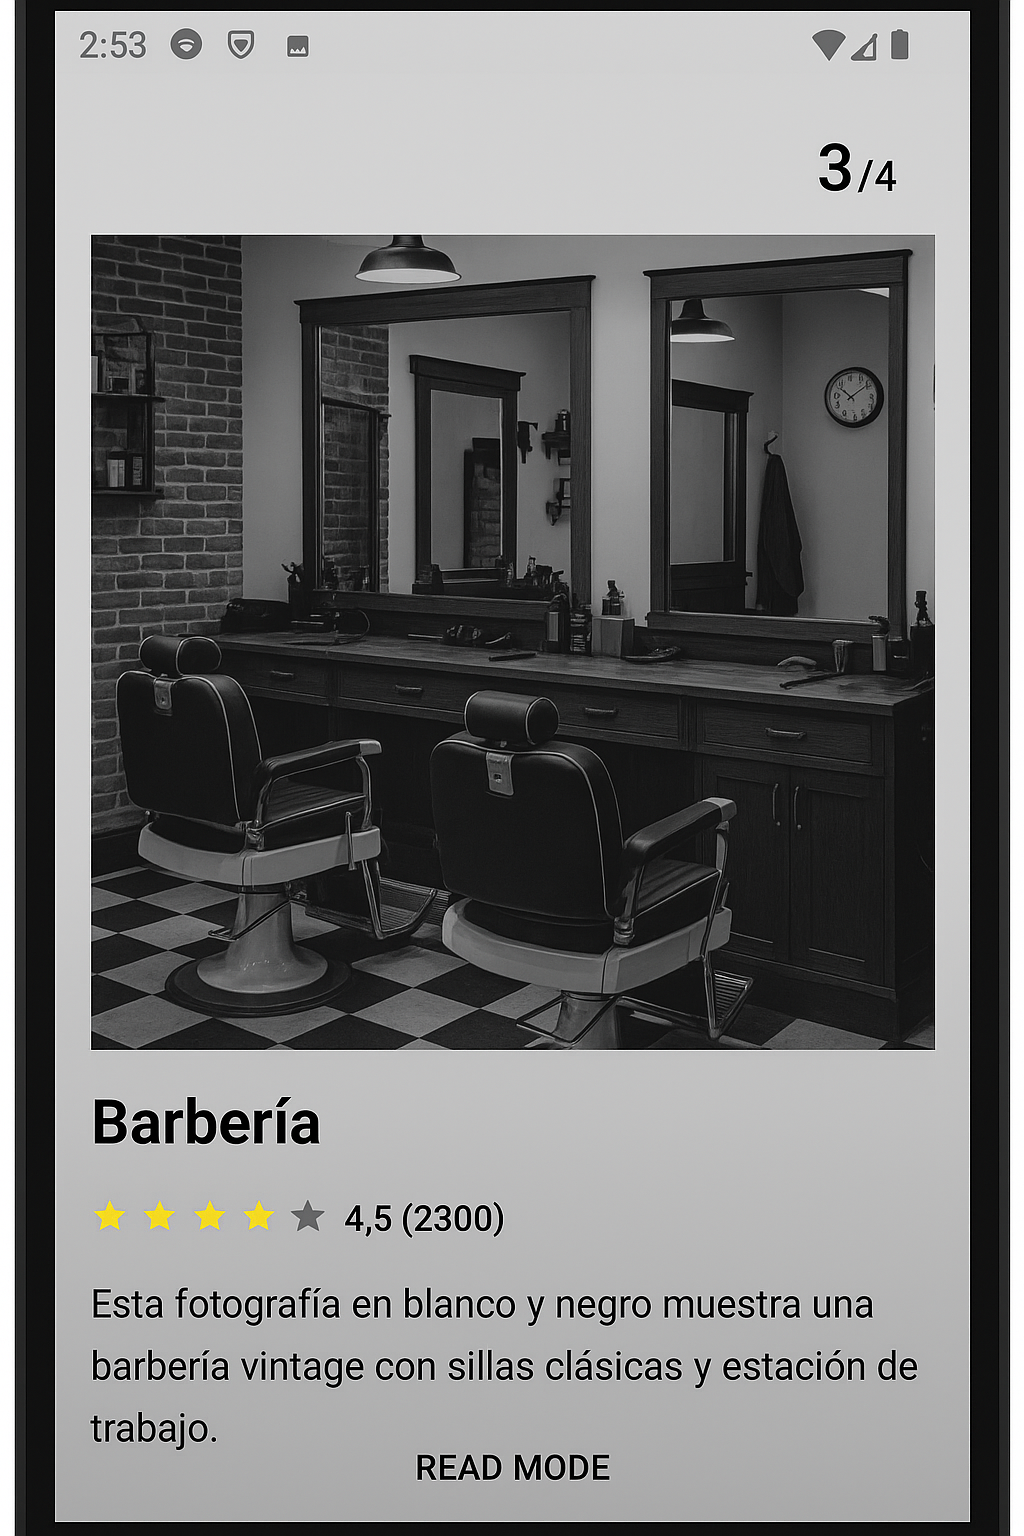 2:53
3/4
Barbería
4,5 (2300)
Esta fotografía en blanco y negro muestra una
barbería vintage con sillas clásicas y estación de
trabajo.
READ MODE